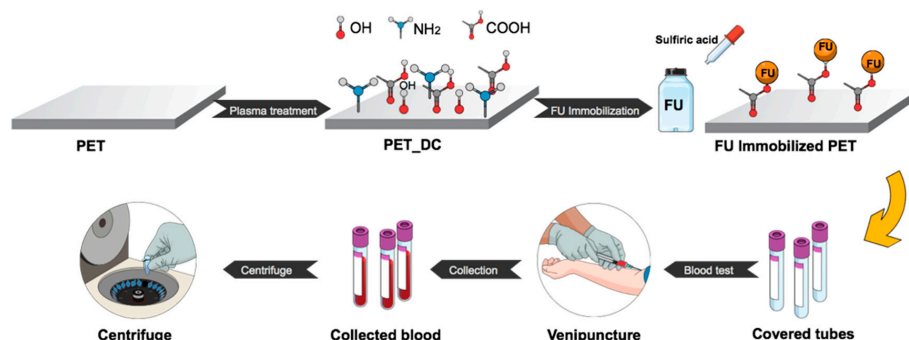 OH
NH₂
COOH
Sulfiric acid
OH
FU
FU
FU
FU
Plasma treatment
FU Immobilization
PET
PET_DC
FU Immobilized PET
Centrifuge
Collection
Blood test
Centrifuge
Collected blood
Venipuncture
Covered tubes